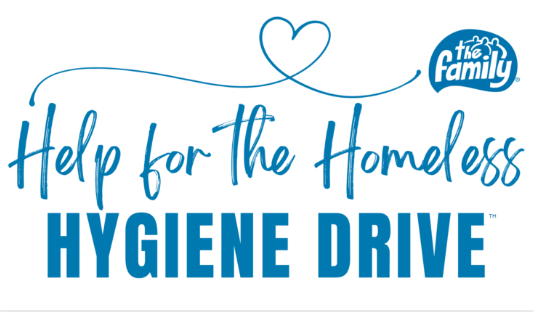 the
family®
Help for the Homeless
HYGIENE DRIVE™